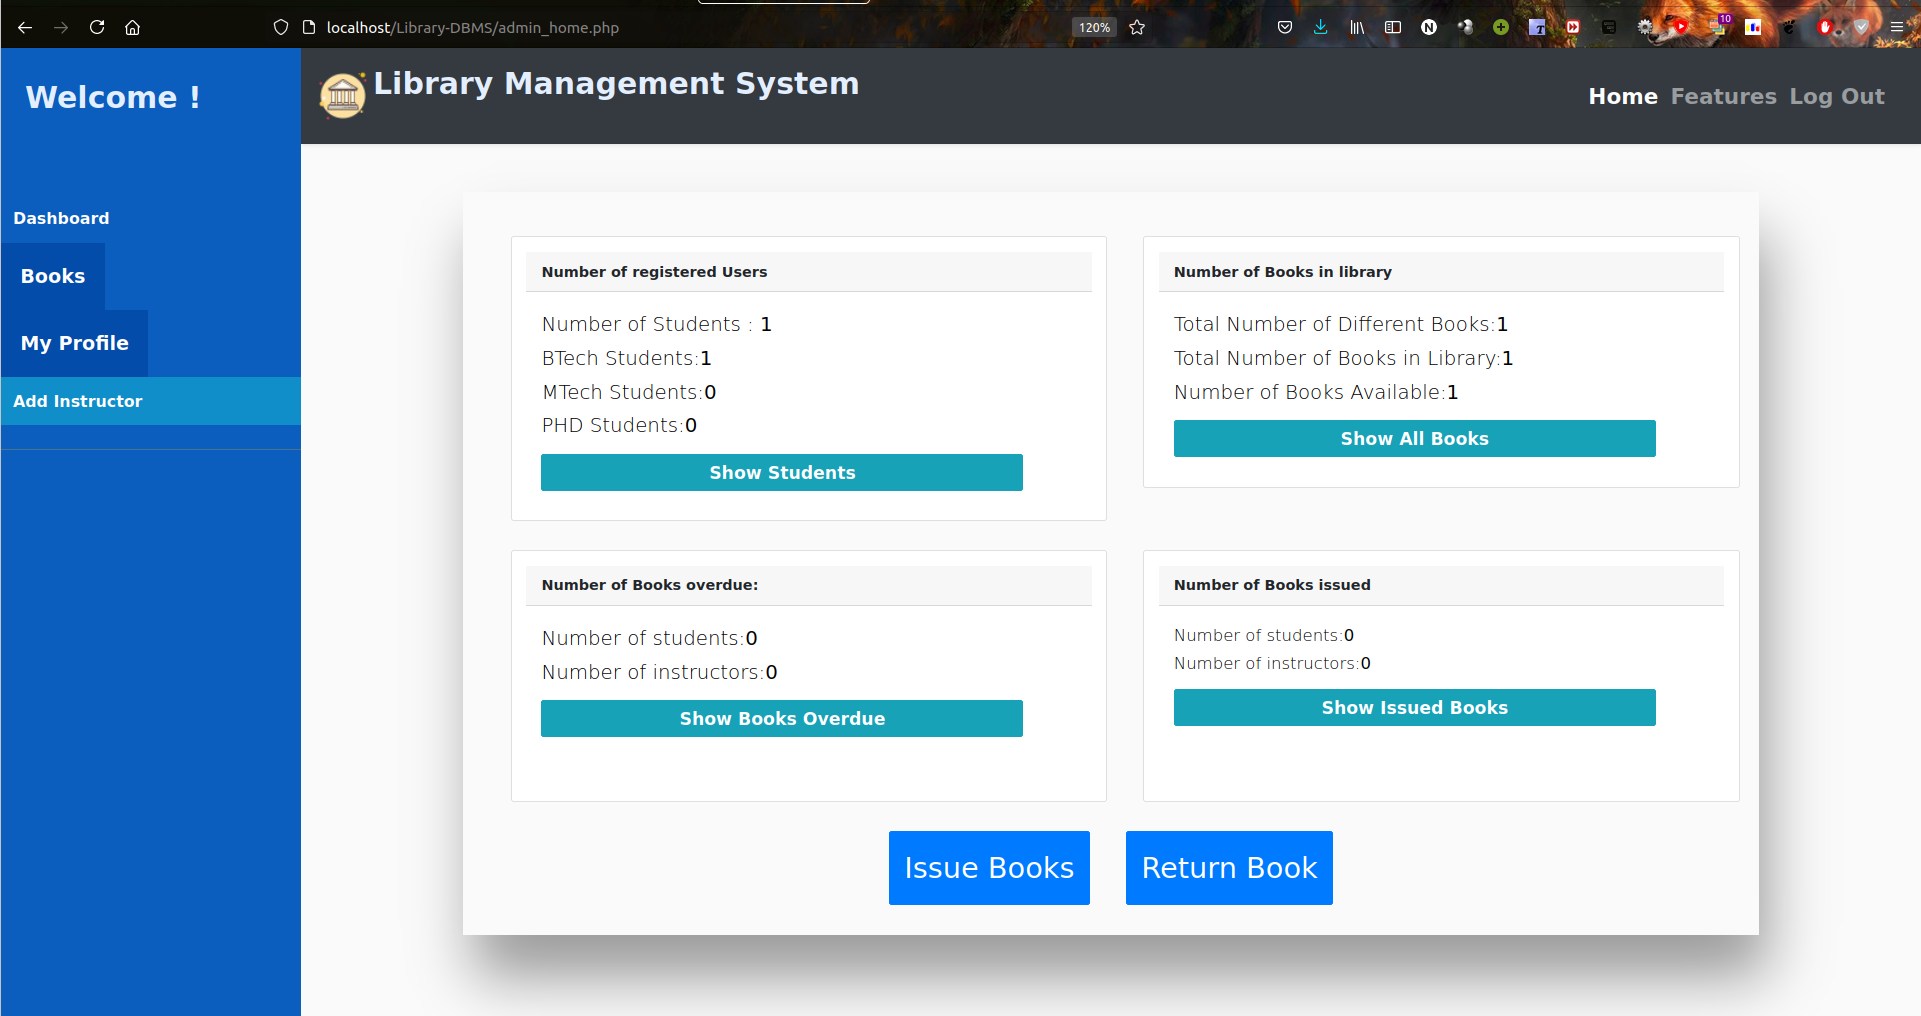 localhost/Library-DBMS/admin_home.php
120%
10
Welcome !
Library Management System
Home Features Log Out
Dashboard
Books
My Profile
Add Instructor
Number of registered Users
Number of Students : 1
BTech Students:1
MTech Students:0
PHD Students:0
Show Students
Number of Books in library
Total Number of Different Books:1
Total Number of Books in Library:1
Number of Books Available:1
Show All Books
Number of Books overdue:
Number of students:0
Number of instructors:0
Show Books Overdue
Number of Books issued
Number of students:0
Number of instructors:0
Show Issued Books
Issue Books
Return Book